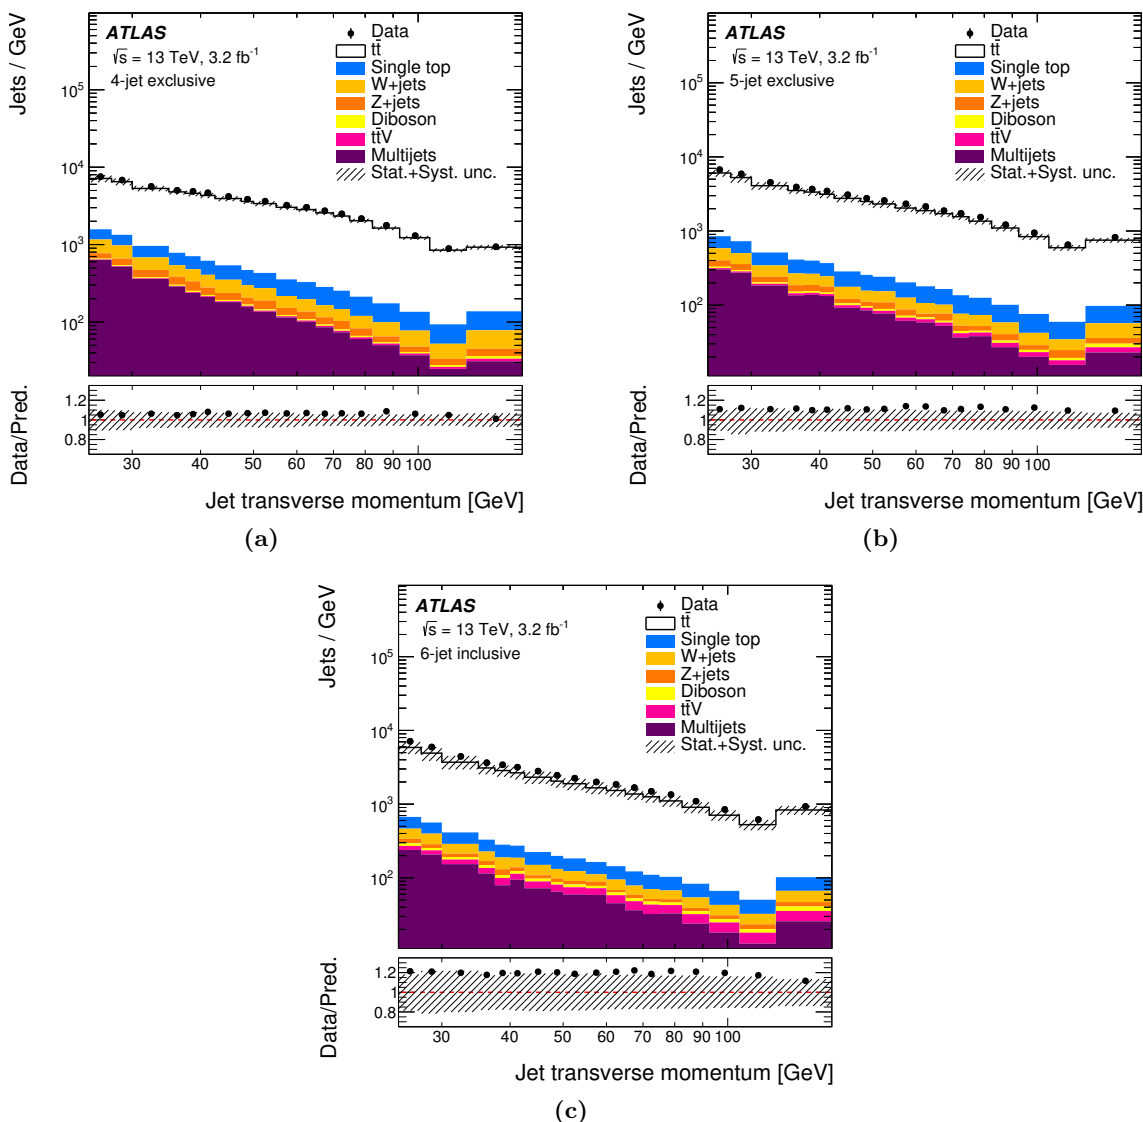 Jets / GeV
10⁵
10⁴
10³
10²
ATLAS
√s = 13 TeV, 3.2 fb⁻¹
4-jet exclusive
Data
tt̄
Single top
W+jets
Z+jets
Diboson
tt̄V
Multijets
Stat.+Syst. unc.
Data/Pred.
1.2
1
0.8
30 40 50 60 70 80 90 100
Jet transverse momentum [GeV]
(a)
Jets / GeV
10⁵
10⁴
10³
10²
ATLAS
√s = 13 TeV, 3.2 fb⁻¹
5-jet exclusive
Data
tt̄
Single top
W+jets
Z+jets
Diboson
tt̄V
Multijets
Stat.+Syst. unc.
Data/Pred.
1.2
1
0.8
30 40 50 60 70 80 90 100
Jet transverse momentum [GeV]
(b)
Jets / GeV
10⁵
10⁴
10³
10²
ATLAS
√s = 13 TeV, 3.2 fb⁻¹
6-jet inclusive
Data
tt̄
Single top
W+jets
Z+jets
Diboson
tt̄V
Multijets
Stat.+Syst. unc.
Data/Pred.
1.2
1
0.8
30 40 50 60 70 80 90 100
Jet transverse momentum [GeV]
(c)